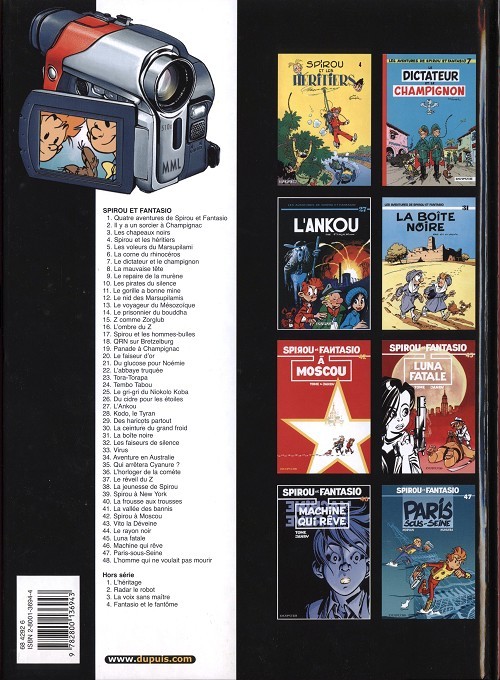 MML
SPIROU ET FANTASIO
1. Quatre aventures de Spirou et Fantasio
2. Il y a un sorcier à Champignac
3. Les chapeaux noirs
4. Spirou et les héritiers
5. Les voleurs du Marsupilami
6. La corne du rhinocéros
7. Le dictateur et le champignon
8. La mauvaise tête
9. Le repaire de la murène
10. Les pirates du silence
11. Le gorille a bonne mine
12. Le nid des Marsupilamis
13. Le voyageur du Mésozoïque
14. Le prisonnier du bouddha
15. Z comme Zorglub
16. L'ombre du Z
17. Spirou et les hommes-bulles
18. QRN sur Bretzelburg
19. Panade à Champignac
20. Le faiseur d'or
21. Du glucose pour Noémie
22. L'abbaye truquée
23. Tora-Torapa
24. Tembo Tabou
25. Le gri-gri du Niokolo Koba
26. Du cidre pour les étoiles
27. L'Ankou
28. Kodo, le Tyran
29. Des haricots partout
30. La ceinture du grand froid
31. La boîte noire
32. Les faiseurs de silence
33. Virus
34. Aventure en Australie
35. Qui arrêtera Cyanure ?
36. L'horloger de la comète
37. Le réveil du Z
38. La jeunesse de Spirou
39. Spirou à New York
40. La frousse aux trousses
41. La vallée des bannis
42. Spirou à Moscou
43. Vito la Déveine
44. Le rayon noir
45. Luna fatale
46. Machine qui rêve
47. Paris-sous-Seine
48. L'homme qui ne voulait pas mourir
Hors série
1. L'héritage
2. Radar le robot
3. La voix sans maître
4. Fantasio et le fantôme
68 4292 6
ISBN 2-8001-3694-4
9 782800 136943
www.dupuis.com
SPIROU 4
ET LES
HÉRITIERS
LES AVENTURES DE SPIROU ET FANTASIO 7
LE
DICTATEUR
ET LE
CHAMPIGNON
27
L'ANKOU
31
LA BOÎTE
NOIRE
SPIROU-FANTASIO 42
À
MOSCOU
TOME & JANRY
SPIROU-FANTASIO 45
LUNA
FATALE
TOME JANRY
SPIROU-FANTASIO
MACHINE
QUI RÊVE
TOME
JANRY
SPIROU-FANTASIO 47
PARIS
SOUS-SEINE